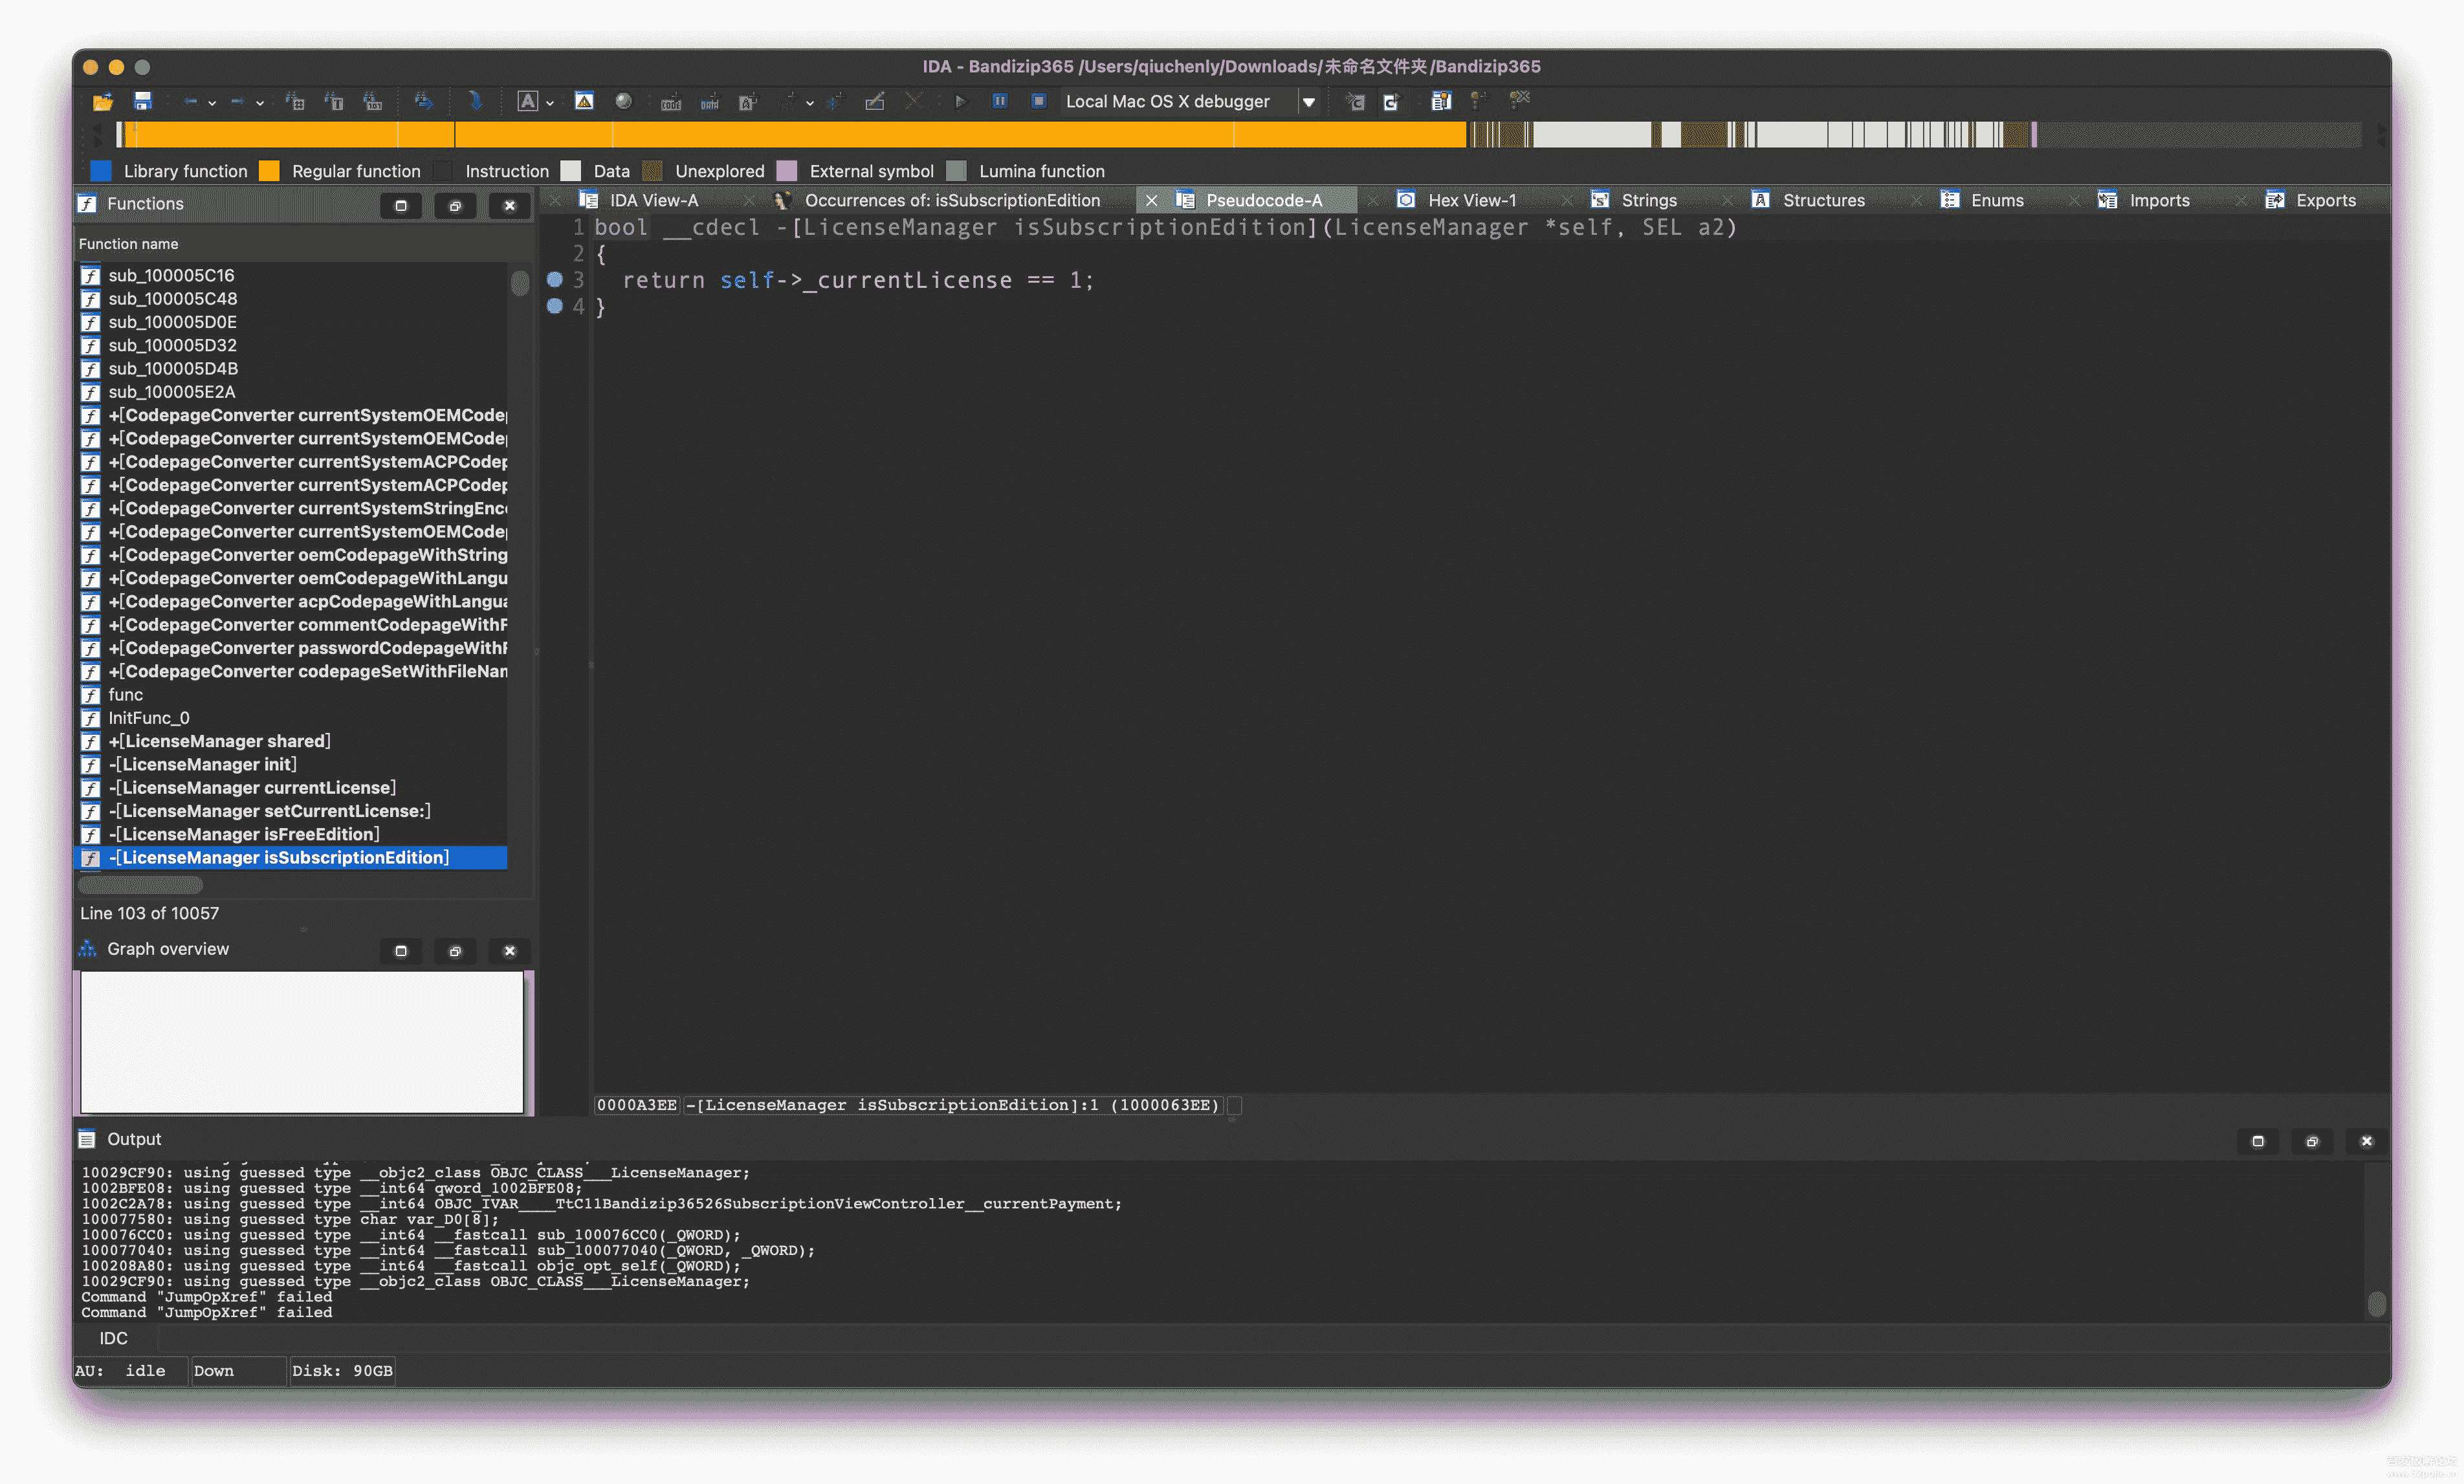 IDA - Bandizip365 /Users/qiuchenly/Downloads/未命名文件夹/Bandizip365
Local Mac OS X debugger
Library function Regular function Instruction Data Unexplored External symbol Lumina function
Functions
Function name
sub_100005C16
sub_100005C48
sub_100005D0E
sub_100005D32
sub_100005D4B
sub_100005E2A
+[CodepageConverter currentSystemOEMCodep
+[CodepageConverter currentSystemOEMCodep
+[CodepageConverter currentSystemACPCodep
+[CodepageConverter currentSystemACPCodep
+[CodepageConverter currentSystemStringEnco
+[CodepageConverter currentSystemOEMCodep
+[CodepageConverter oemCodepageWithString
+[CodepageConverter oemCodepageWithLangu
+[CodepageConverter acpCodepageWithLangua
+[CodepageConverter commentCodepageWithF
+[CodepageConverter passwordCodepageWithF
+[CodepageConverter codepageSetWithFileNam
func
InitFunc_0
+[LicenseManager shared]
-[LicenseManager init]
-[LicenseManager currentLicense]
-[LicenseManager setCurrentLicense:]
-[LicenseManager isFreeEdition]
-[LicenseManager isSubscriptionEdition]
Line 103 of 10057
Graph overview
IDA View-A Occurrences of: isSubscriptionEdition Pseudocode-A Hex View-1 Strings Structures Enums Imports Exports
1 bool __cdecl -[LicenseManager isSubscriptionEdition](LicenseManager *self, SEL a2)
2 {
3 return self->_currentLicense == 1;
4 }
0000A3EE -[LicenseManager isSubscriptionEdition]:1 (1000063EE)
Output
10029CF90: using guessed type __objc2_class OBJC_CLASS___LicenseManager;
1002BFE08: using guessed type __int64 qword_1002BFE08;
1002C2A78: using guessed type __int64 OBJC_IVAR____TtC11Bandizip36526SubscriptionViewController__currentPayment;
100077580: using guessed type char var_D0[8];
100076CC0: using guessed type __int64 __fastcall sub_100076CC0(_QWORD);
100077040: using guessed type __int64 __fastcall sub_100077040(_QWORD, _QWORD);
100208A80: using guessed type __int64 __fastcall objc_opt_self(_QWORD);
10029CF90: using guessed type __objc2_class OBJC_CLASS___LicenseManager;
Command "JumpOpXref" failed
Command "JumpOpXref" failed
IDC
AU: idle Down Disk: 90GB